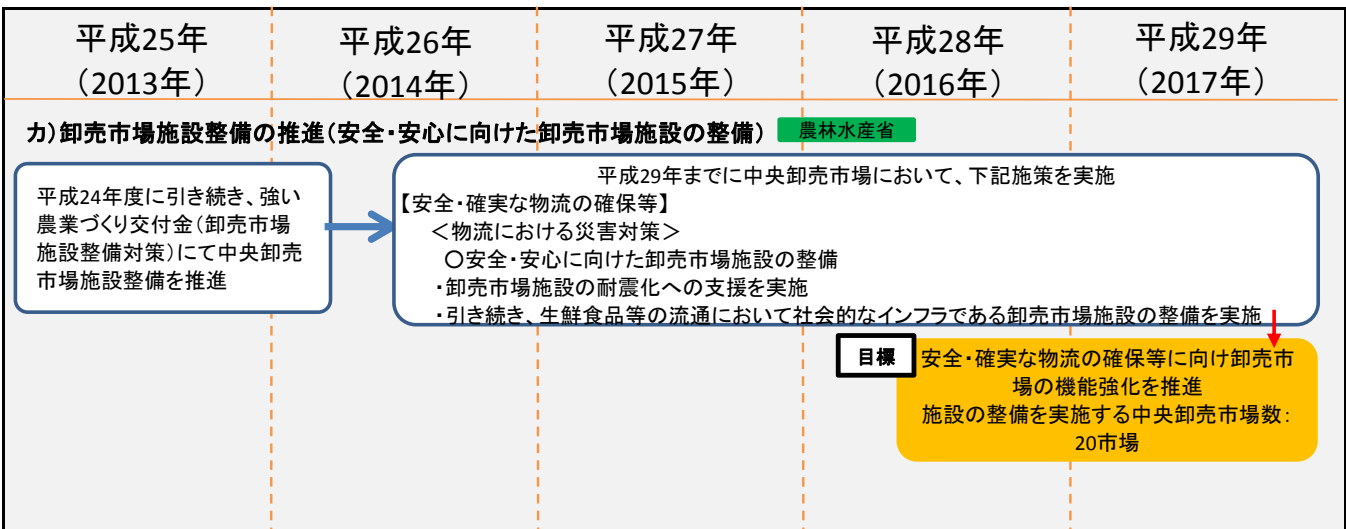 平成25年
(2013年)
平成26年
(2014年)
平成27年
(2015年)
平成28年
(2016年)
平成29年
(2017年)
カ)卸売市場施設整備の推進(安全・安心に向けた卸売市場施設の整備)
農林水産省
平成24年度に引き続き、強い
農業づくり交付金(卸売市場
施設整備対策)にて中央卸売
市場施設整備を推進
平成29年までに中央卸売市場において、下記施策を実施
【安全・確実な物流の確保等】
<物流における災害対策>
○安全・安心に向けた卸売市場施設の整備
・卸売市場施設の耐震化への支援を実施
・引き続き、生鮮食品等の流通において社会的なインフラである卸売市場施設の整備を実施
目標
安全・確実な物流の確保等に向け卸売市
場の機能強化を推進
施設の整備を実施する中央卸売市場数:
20市場